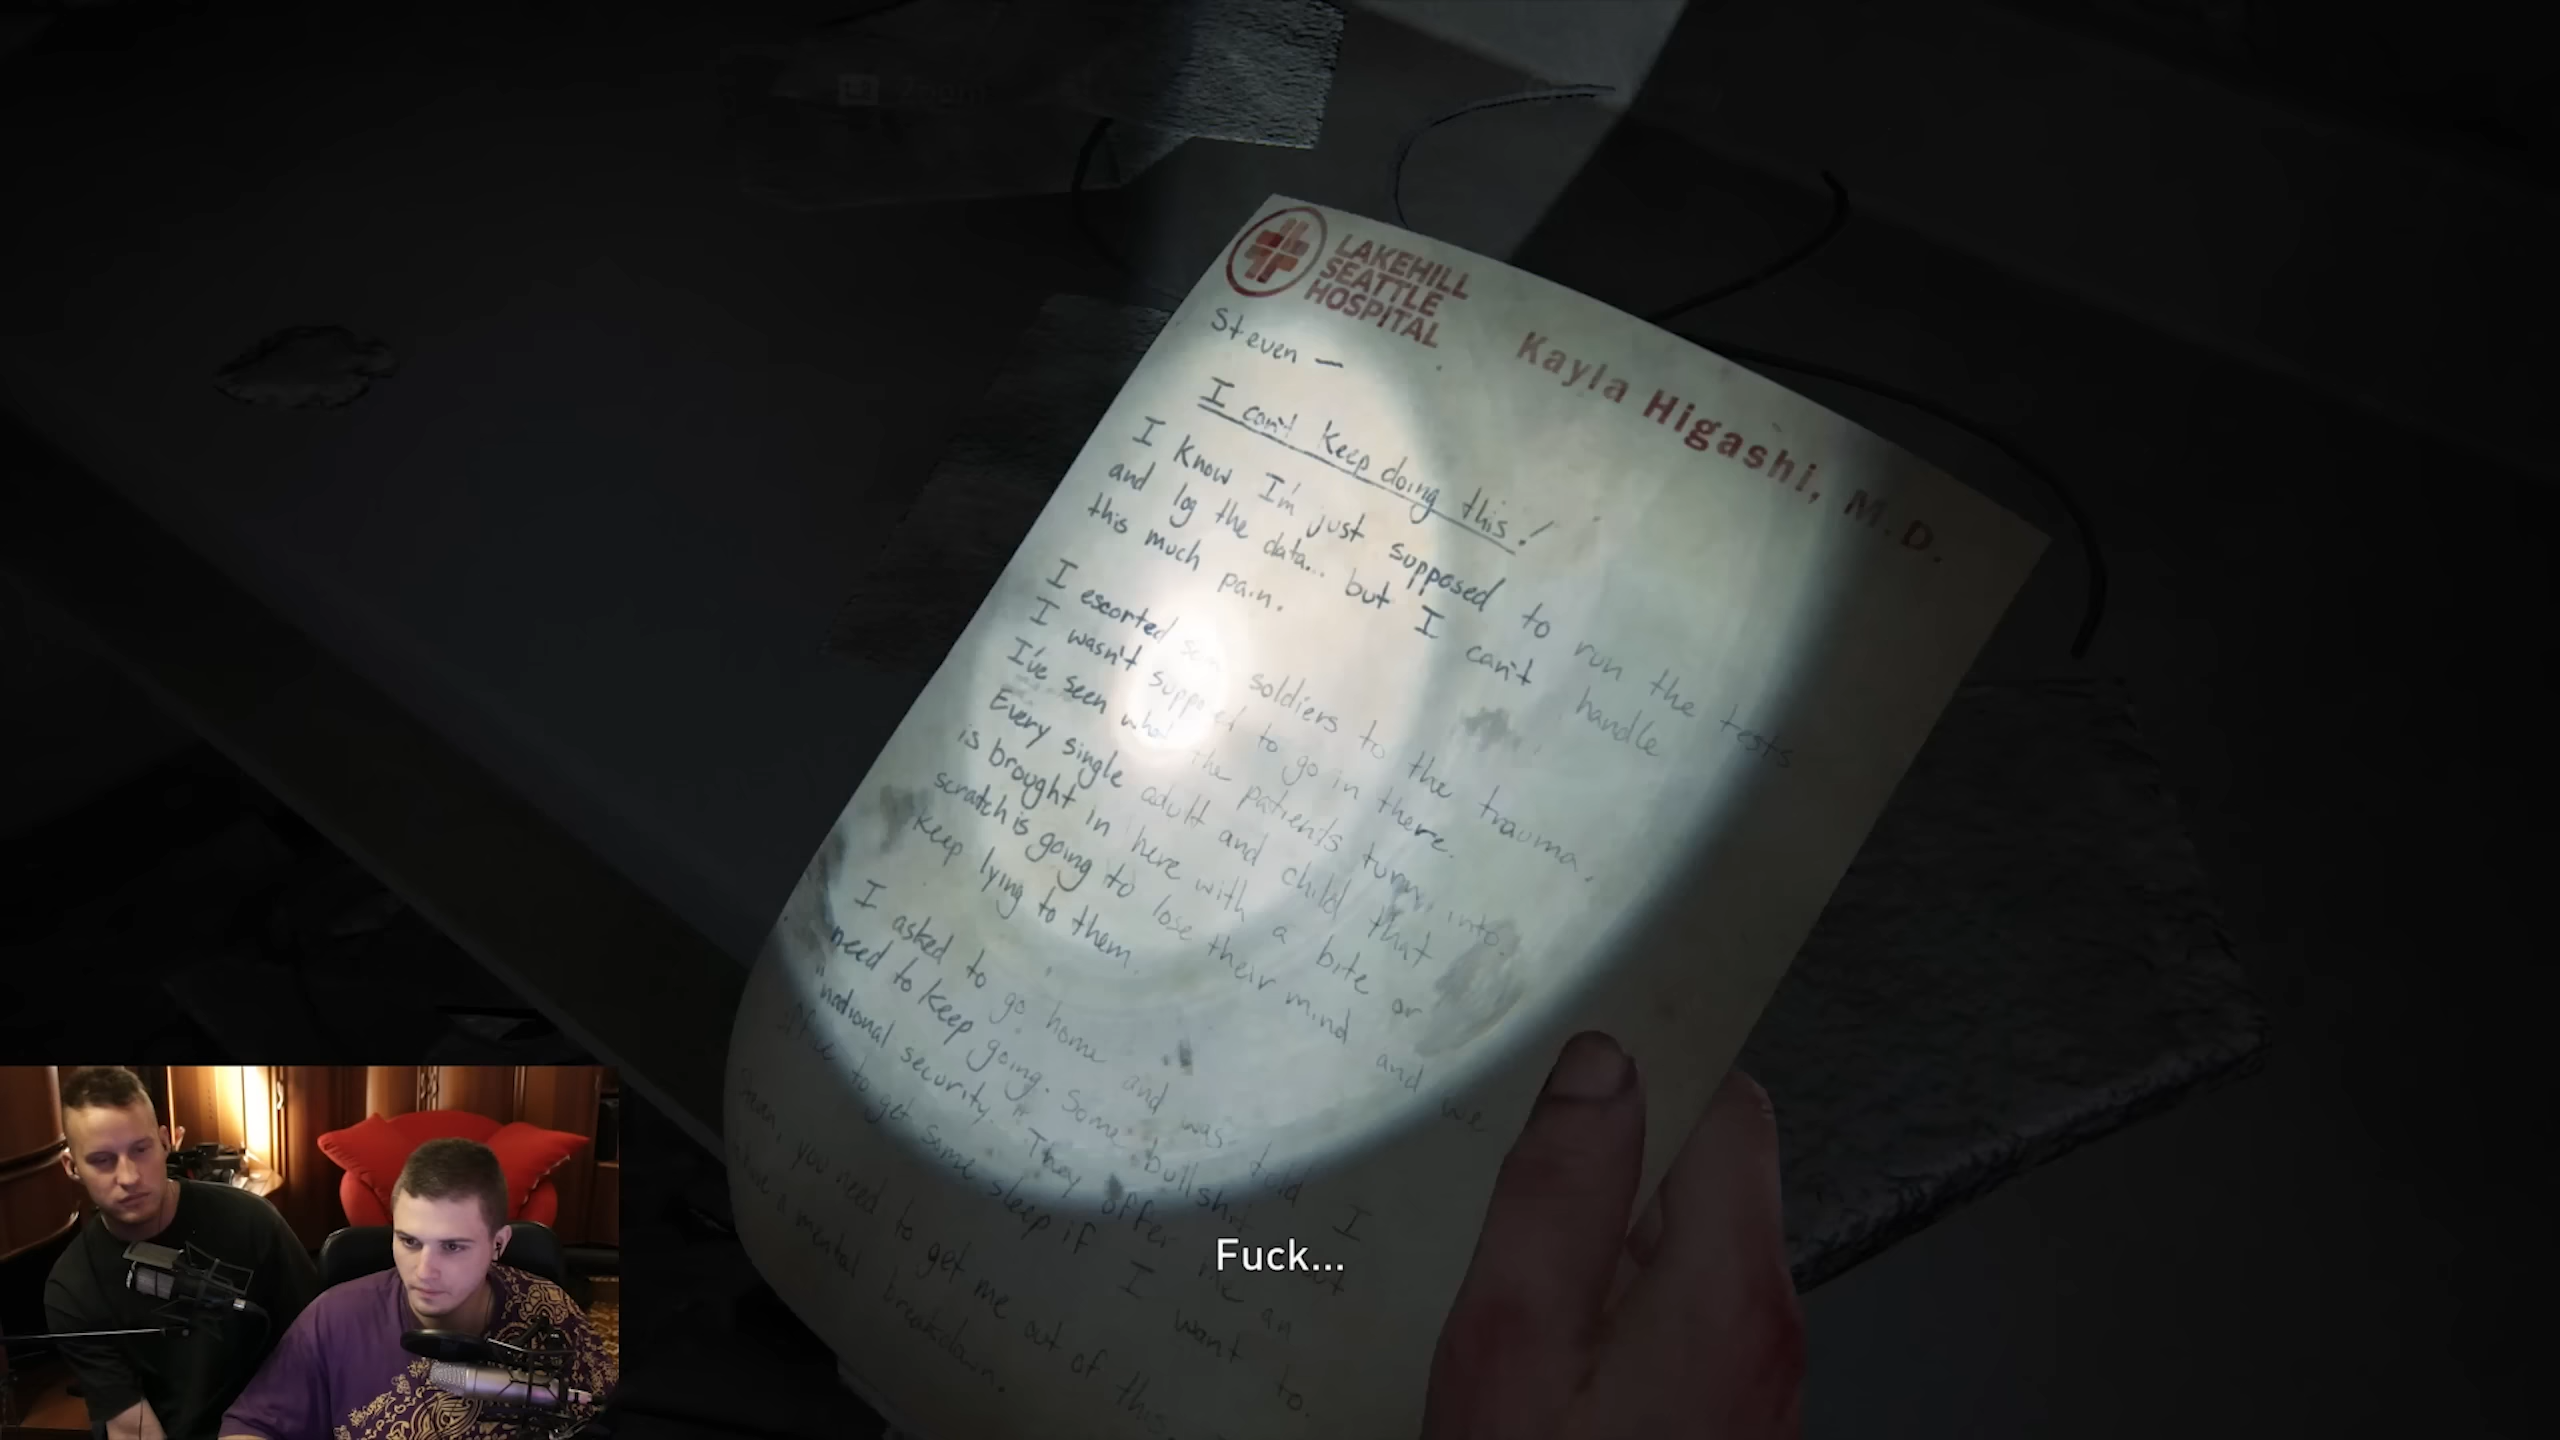 LAKEHILL
SEATTLE
HOSPITAL
Kayla Higashi, M.D.
Steven —
I can't keep doing this!
I know I'm just supposed to run the tests
and log the data... but I can't handle
this much pain.
I escorted some soldiers to the trauma.
I wasn't supposed to go in there.
I've seen what the patients turn into.
Every single adult and child that
is brought in here with a bite or
scratch is going to lose their mind and we
keep lying to them.
I asked to go home and was told I
need to keep going. Some bullshit about
"national security." They offer me an
office to get some sleep if I want to.
you need to get me out of this
have a mental breakdown.
Fuck...